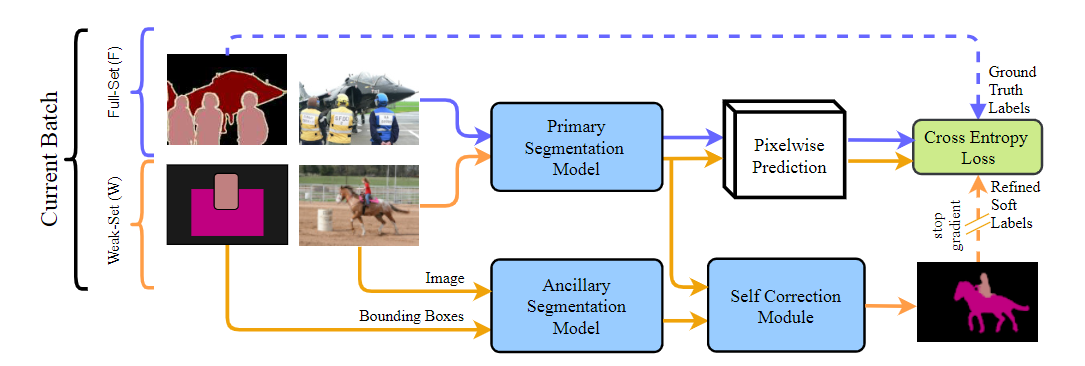 Current Batch
Full-Set (F)
Weak-Set (W)
Primary
Segmentation
Model
Pixelwise
Prediction
Ground
Truth
Labels
Cross Entropy
Loss
Refined
Soft
Labels
stop
gradient
Image
Bounding Boxes
Ancillary
Segmentation
Model
Self Correction
Module